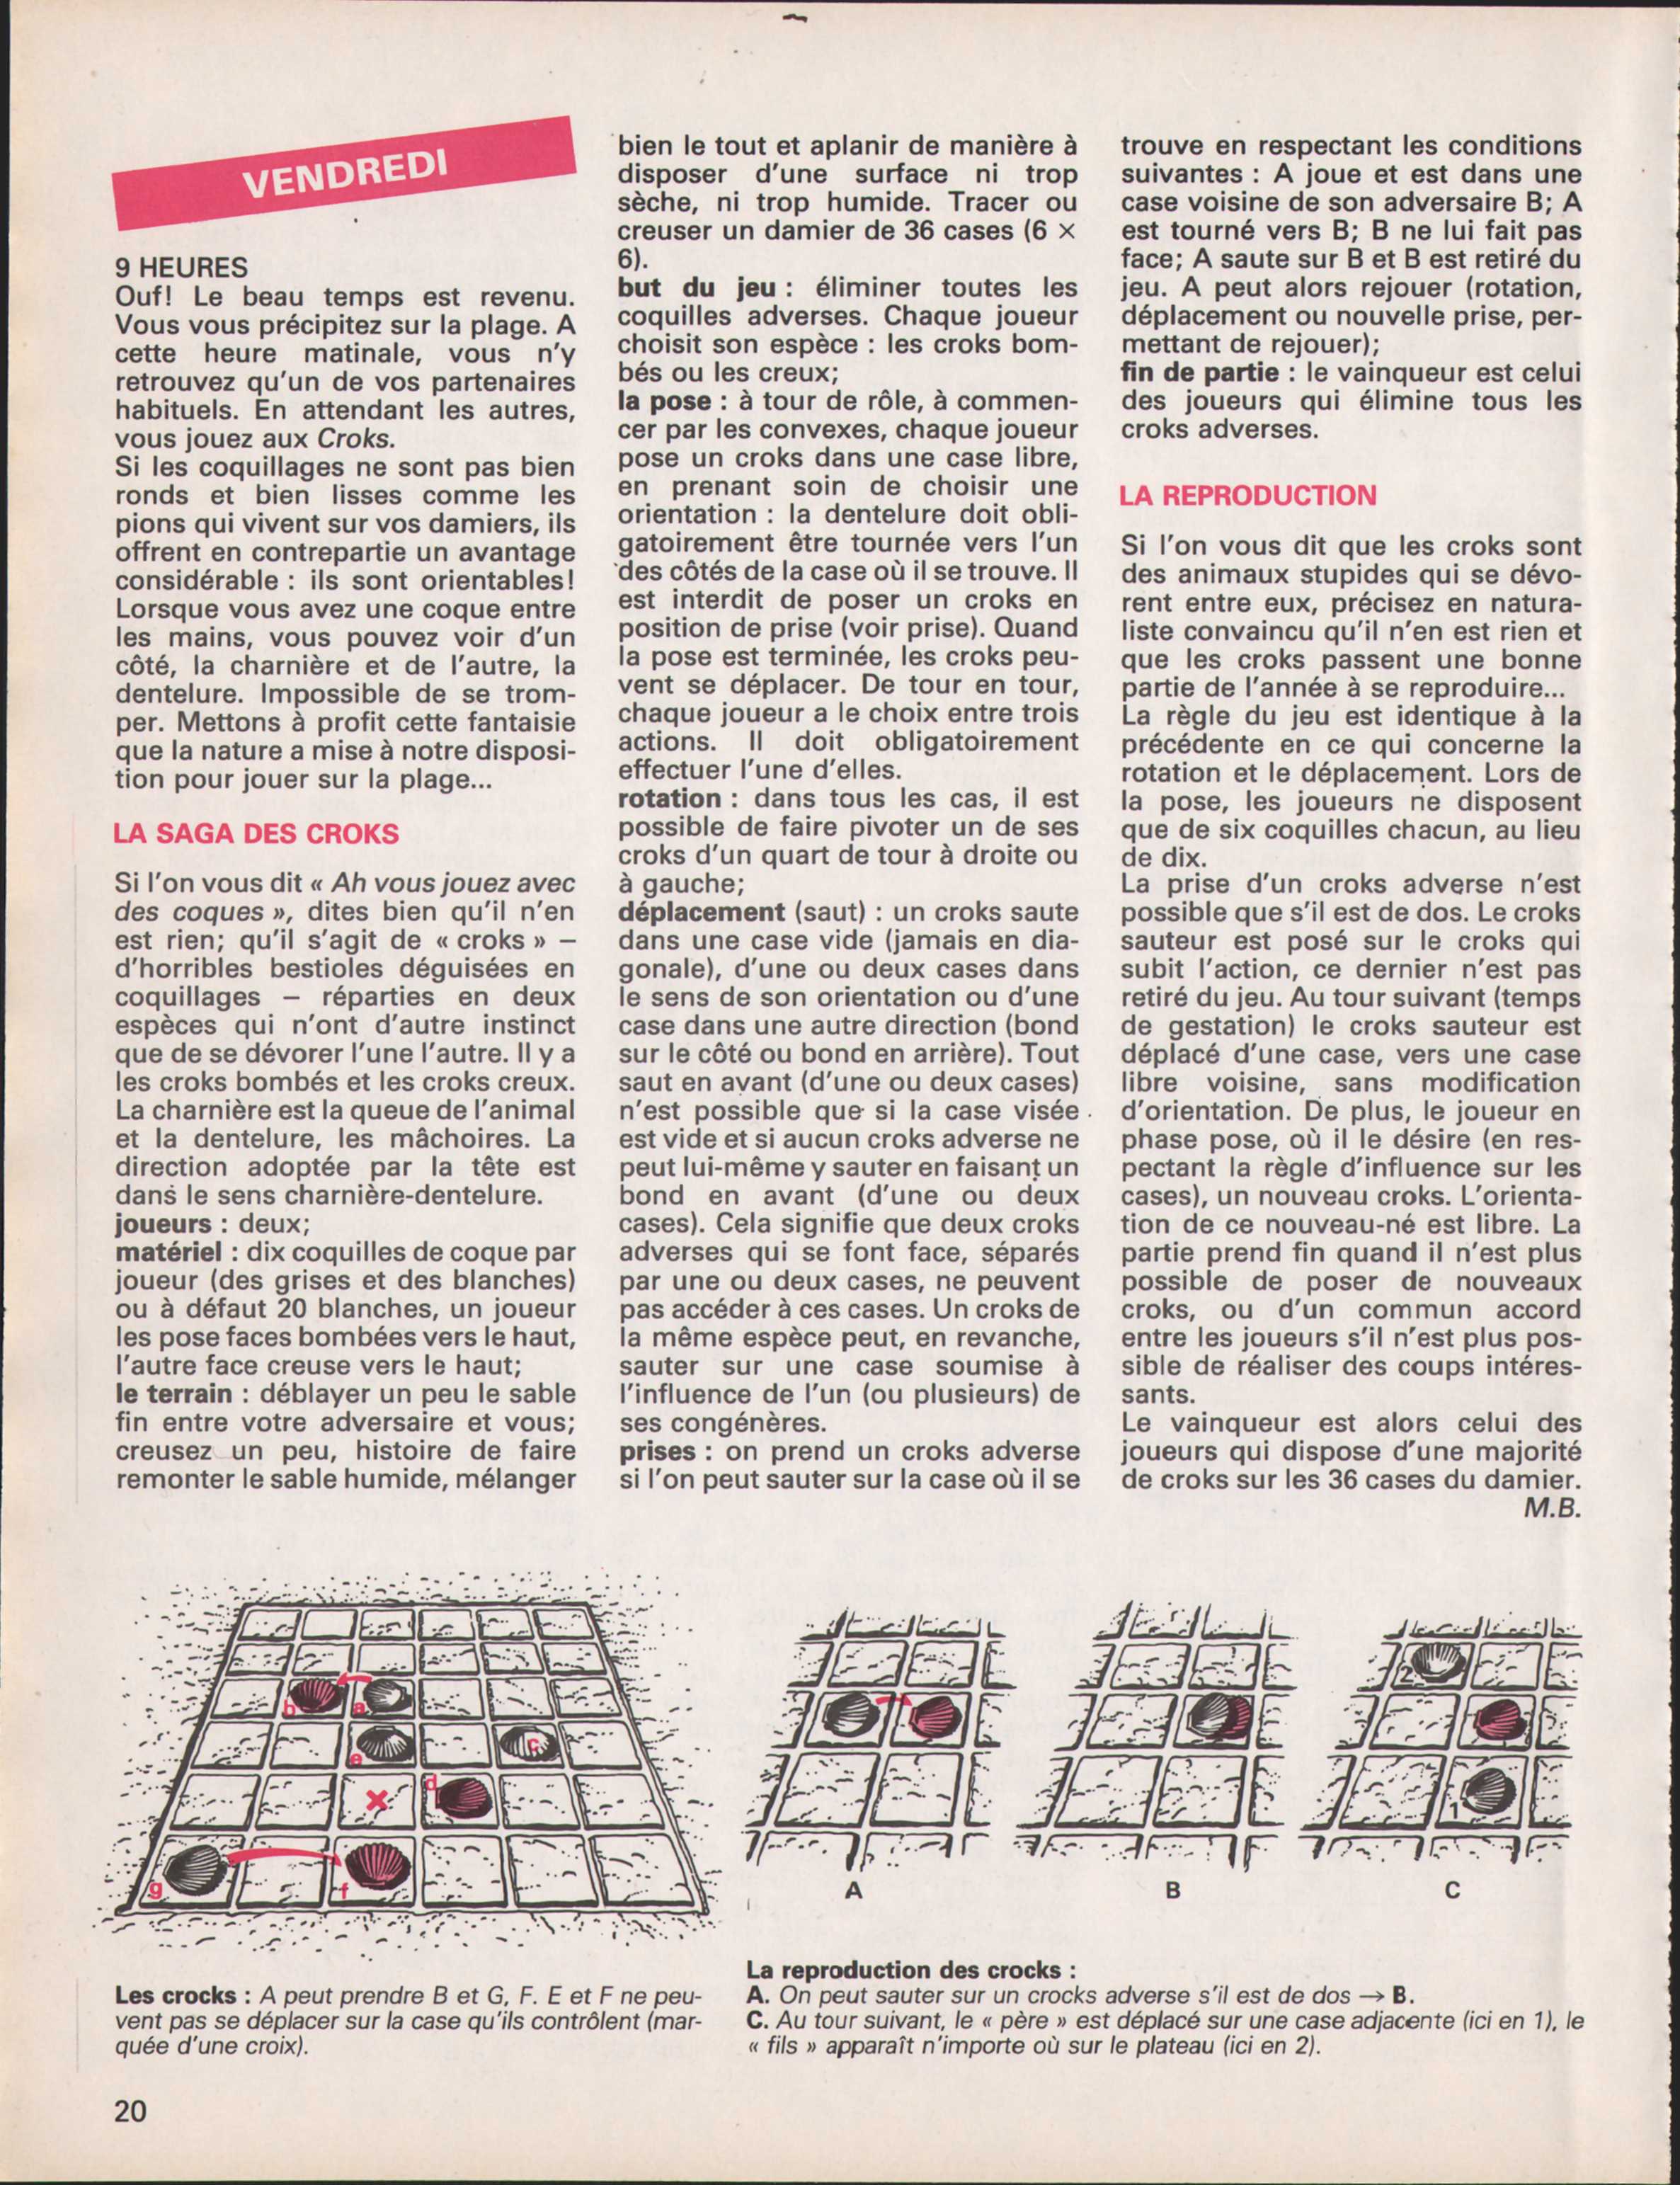 VENDREDI
9 HEURES
Ouf! Le beau temps est revenu.
Vous vous précipitez sur la plage. A
cette heure matinale, vous n'y
retrouvez qu'un de vos partenaires
habituels. En attendant les autres,
vous jouez aux Croks.
Si les coquillages ne sont pas bien
ronds et bien lisses comme les
pions qui vivent sur vos damiers, ils
offrent en contrepartie un avantage
considérable : ils sont orientables!
Lorsque vous avez une coque entre
les mains, vous pouvez voir d'un
côté, la charnière et de l'autre, la
dentelure. Impossible de se trom-
per. Mettons à profit cette fantaisie
que la nature a mise à notre disposi-
tion pour jouer sur la plage...
LA SAGA DES CROKS
Si l'on vous dit « Ah vous jouez avec
des coques », dites bien qu'il n'en
est rien; qu'il s'agit de « croks » –
d'horribles bestioles déguisées en
coquillages – réparties en deux
espèces qui n'ont d'autre instinct
que de se dévorer l'une l'autre. Il y a
les croks bombés et les croks creux.
La charnière est la queue de l'animal
et la dentelure, les mâchoires. La
direction adoptée par la tête est
dans le sens charnière-dentelure.
joueurs : deux;
matériel : dix coquilles de coque par
joueur (des grises et des blanches)
ou à défaut 20 blanches, un joueur
les pose faces bombées vers le haut,
l'autre face creuse vers le haut;
le terrain : déblayer un peu le sable
fin entre votre adversaire et vous;
creusez un peu, histoire de faire
remonter le sable humide, mélanger
bien le tout et aplanir de manière à
disposer d'une surface ni trop
sèche, ni trop humide. Tracer ou
creuser un damier de 36 cases (6 ×
6).
but du jeu : éliminer toutes les
coquilles adverses. Chaque joueur
choisit son espèce : les croks bom-
bés ou les creux;
la pose : à tour de rôle, à commen-
cer par les convexes, chaque joueur
pose un croks dans une case libre,
en prenant soin de choisir une
orientation : la dentelure doit obli-
gatoirement être tournée vers l'un
des côtés de la case où il se trouve. Il
est interdit de poser un croks en
position de prise (voir prise). Quand
la pose est terminée, les croks peu-
vent se déplacer. De tour en tour,
chaque joueur a le choix entre trois
actions. Il doit obligatoirement
effectuer l'une d'elles.
rotation : dans tous les cas, il est
possible de faire pivoter un de ses
croks d'un quart de tour à droite ou
à gauche;
déplacement (saut) : un croks saute
dans une case vide (jamais en dia-
gonale), d'une ou deux cases dans
le sens de son orientation ou d'une
case dans une autre direction (bond
sur le côté ou bond en arrière). Tout
saut en avant (d'une ou deux cases)
n'est possible que si la case visée
est vide et si aucun croks adverse ne
peut lui-même y sauter en faisant un
bond en avant (d'une ou deux
cases). Cela signifie que deux croks
adverses qui se font face, séparés
par une ou deux cases, ne peuvent
pas accéder à ces cases. Un croks de
la même espèce peut, en revanche,
sauter sur une case soumise à
l'influence de l'un (ou plusieurs) de
ses congénères.
prises : on prend un croks adverse
si l'on peut sauter sur la case où il se
trouve en respectant les conditions
suivantes : A joue et est dans une
case voisine de son adversaire B; A
est tourné vers B; B ne lui fait pas
face; A saute sur B et B est retiré du
jeu. A peut alors rejouer (rotation,
déplacement ou nouvelle prise, per-
mettant de rejouer);
fin de partie : le vainqueur est celui
des joueurs qui élimine tous les
croks adverses.
LA REPRODUCTION
Si l'on vous dit que les croks sont
des animaux stupides qui se dévo-
rent entre eux, précisez en natura-
liste convaincu qu'il n'en est rien et
que les croks passent une bonne
partie de l'année à se reproduire...
La règle du jeu est identique à la
précédente en ce qui concerne la
rotation et le déplacement. Lors de
la pose, les joueurs ne disposent
que de six coquilles chacun, au lieu
de dix.
La prise d'un croks adverse n'est
possible que s'il est de dos. Le croks
sauteur est posé sur le croks qui
subit l'action, ce dernier n'est pas
retiré du jeu. Au tour suivant (temps
de gestation) le croks sauteur est
déplacé d'une case, vers une case
libre voisine, sans modification
d'orientation. De plus, le joueur en
phase pose, où il le désire (en res-
pectant la règle d'influence sur les
cases), un nouveau croks. L'orienta-
tion de ce nouveau-né est libre. La
partie prend fin quand il n'est plus
possible de poser de nouveaux
croks, ou d'un commun accord
entre les joueurs s'il n'est plus pos-
sible de réaliser des coups intéres-
sants.
Le vainqueur est alors celui des
joueurs qui dispose d'une majorité
de croks sur les 36 cases du damier.
M.B.
b a
e c
d
g f
2
1
A B C
Les crocks : A peut prendre B et G, F. E et F ne peu-
vent pas se déplacer sur la case qu'ils contrôlent (mar-
quée d'une croix).
La reproduction des crocks :
A. On peut sauter sur un crocks adverse s'il est de dos → B.
C. Au tour suivant, le « père » est déplacé sur une case adjacente (ici en 1), le
« fils » apparaît n'importe où sur le plateau (ici en 2).
20